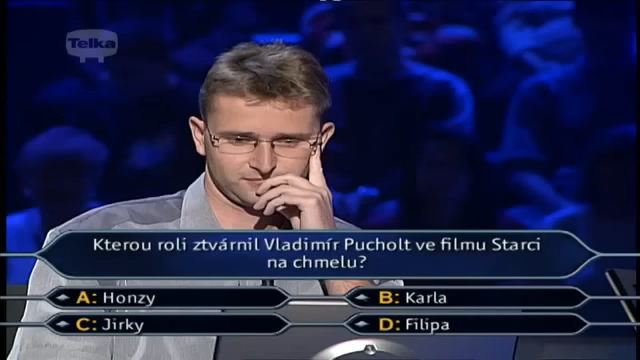 Telka
Kterou roli ztvárnil Vladimír Pucholt ve filmu Starci
na chmelu?
A: Honzy
B: Karla
C: Jirky
D: Filipa